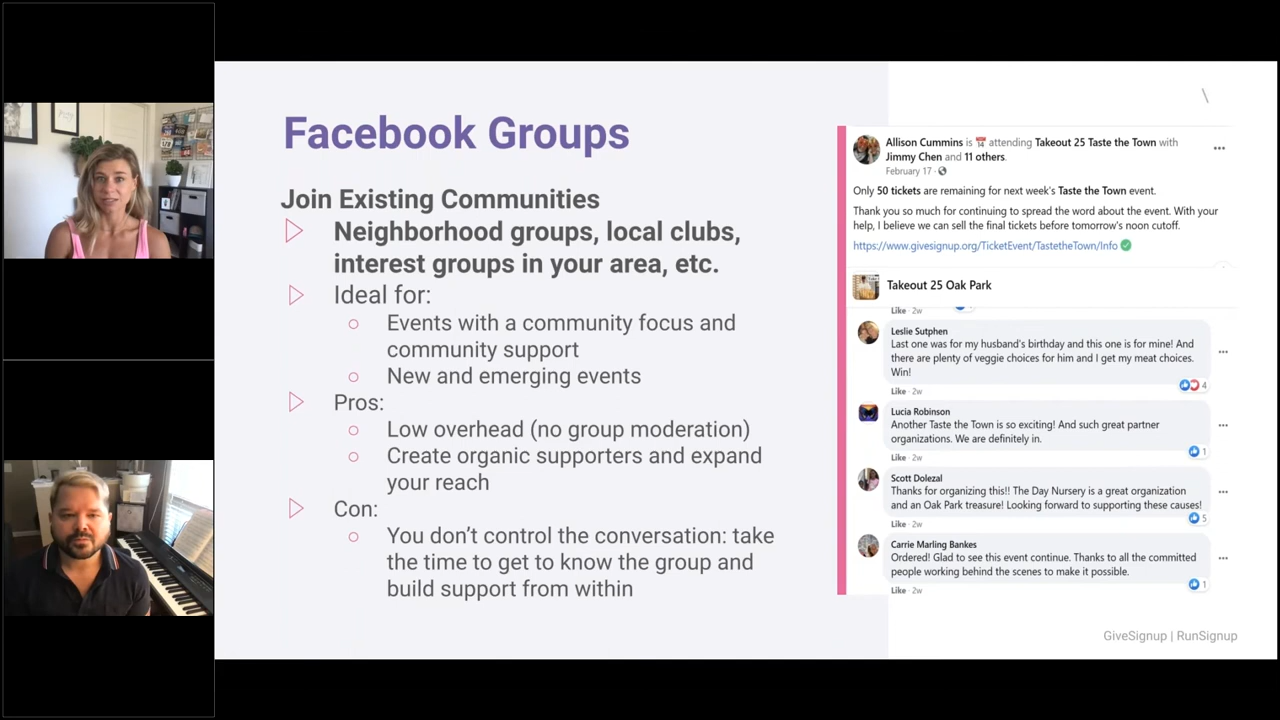 Facebook Groups
Join Existing Communities
Neighborhood groups, local clubs,
interest groups in your area, etc.
Ideal for:
Events with a community focus and
community support
New and emerging events
Pros:
Low overhead (no group moderation)
Create organic supporters and expand
your reach
Con:
You don’t control the conversation: take
the time to get to know the group and
build support from within
Allison Cummins is attending Takeout 25 Taste the Town with
Jimmy Chen and 11 others.
February 17 ·
Only 50 tickets are remaining for next week's Taste the Town event.
Thank you so much for continuing to spread the word about the event. With your
help, I believe we can sell the final tickets before tomorrow's noon cutoff.
https://www.givesignup.org/TicketEvent/TastetheTown/Info
Takeout 25 Oak Park
Like · 2w
Leslie Sutphen
Last one was for my husband's birthday and this one is for mine! And
there are plenty of veggie choices for him and I get my meat choices.
Win!
4
Like · 2w
Lucia Robinson
Another Taste the Town is so exciting! And such great partner
organizations. We are definitely in.
1
Like · 2w
Scott Dolezal
Thanks for organizing this!! The Day Nursery is a great organization
and an Oak Park treasure! Looking forward to supporting these causes!
5
Like · 2w
Carrie Marling Bankes
Ordered! Glad to see this event continue. Thanks to all the committed
people working behind the scenes to make it possible.
1
Like · 2w
GiveSignup | RunSignup